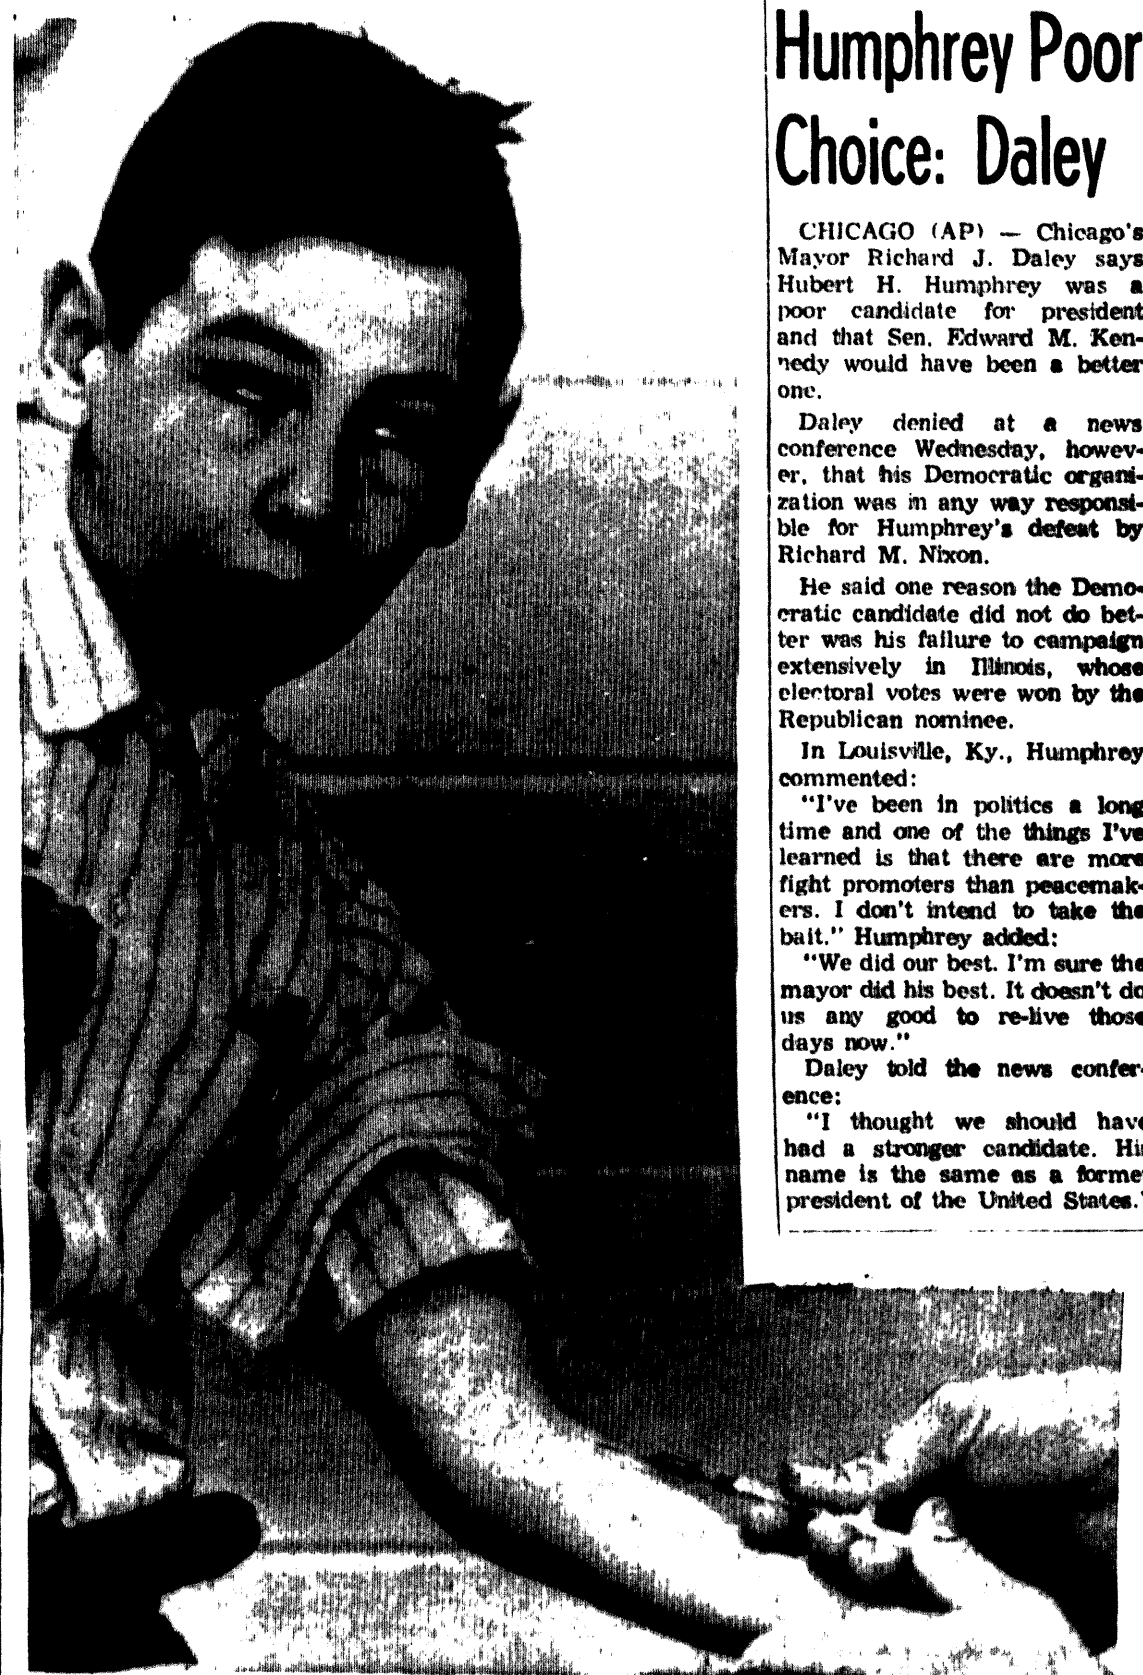 Humphrey Poor
Choice: Daley
CHICAGO (AP) — Chicago's
Mayor Richard J. Daley says
Hubert H. Humphrey was a
poor candidate for president
and that Sen. Edward M. Ken-
nedy would have been a better
one.
Daley denied at a news
conference Wednesday, howev-
er, that his Democratic organi-
zation was in any way responsi-
ble for Humphrey's defeat by
Richard M. Nixon.
He said one reason the Demo-
cratic candidate did not do bet-
ter was his failure to campaign
extensively in Illinois, whose
electoral votes were won by the
Republican nominee.
In Louisville, Ky., Humphrey
commented:
"I've been in politics a long
time and one of the things I've
learned is that there are more
fight promoters than peacemak-
ers. I don't intend to take the
bait." Humphrey added:
"We did our best. I'm sure the
mayor did his best. It doesn't do
us any good to re-live those
days now."
Daley told the news confer-
ence:
"I thought we should have
had a stronger candidate. His
name is the same as a former
president of the United States."